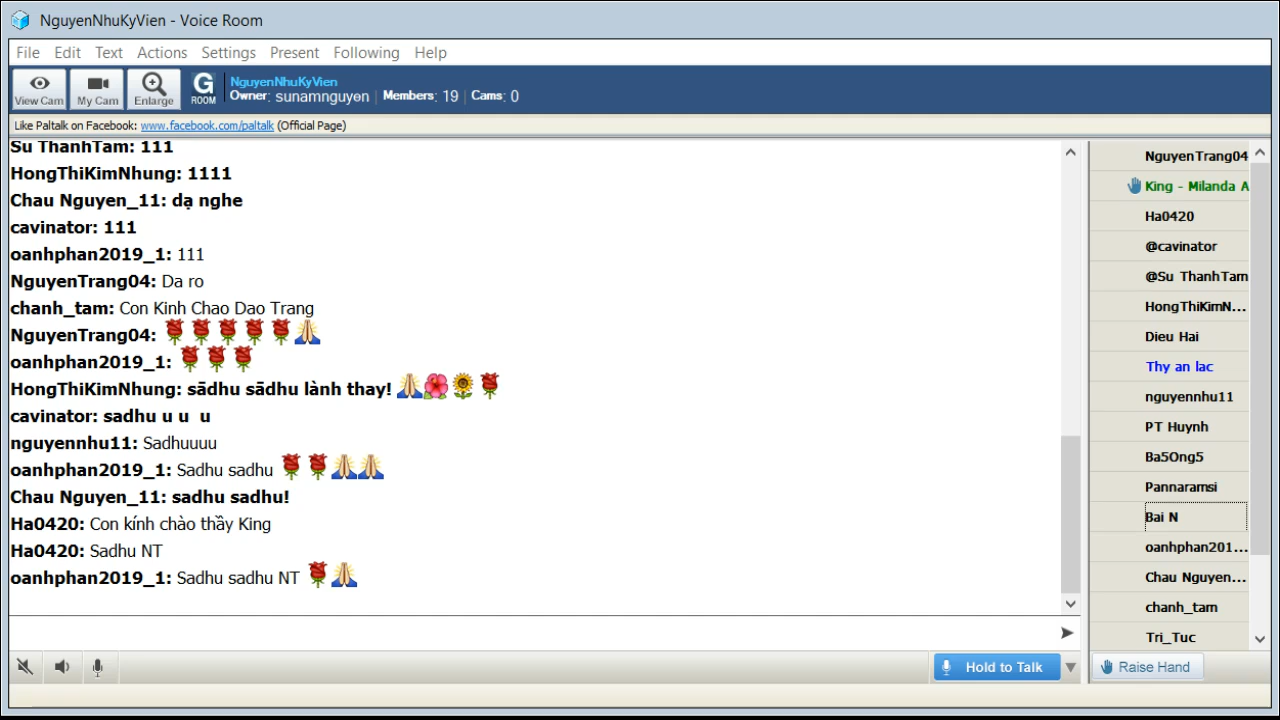 NguyenNhuKyVien - Voice Room
File Edit Text Actions Settings Present Following Help
View Cam My Cam Enlarge G ROOM
NguyenNhuKyVien
Owner: sunamnguyen | Members: 19 | Cams: 0
Like Paltalk on Facebook: www.facebook.com/paltalk (Official Page)
Su ThanhTam: 111
HongThiKimNhung: 1111
Chau Nguyen_11: dạ nghe
cavinator: 111
oanhphan2019_1: 111
NguyenTrang04: Da ro
chanh_tam: Con Kinh Chao Dao Trang
NguyenTrang04: 🌹🌹🌹🌹🌹🙏
oanhphan2019_1: 🌹🌹🌹
HongThiKimNhung: sādhu sādhu lành thay! 🙏🌺🌻🌹
cavinator: sadhu u u  u
nguyennhu11: Sadhuuuu
oanhphan2019_1: Sadhu sadhu 🌹🌹🙏🙏
Chau Nguyen_11: sadhu sadhu!
Ha0420: Con kính chào thầy King
Ha0420: Sadhu NT
oanhphan2019_1: Sadhu sadhu NT 🌹🙏
NguyenTrang04
King - Milanda A
Ha0420
@cavinator
@Su ThanhTam
HongThiKimN...
Dieu Hai
Thy an lac
nguyennhu11
PT Huynh
Ba5Ong5
Pannaramsi
Bai N
oanhphan201...
Chau Nguyen...
chanh_tam
Tri_Tuc
Hold to Talk
Raise Hand